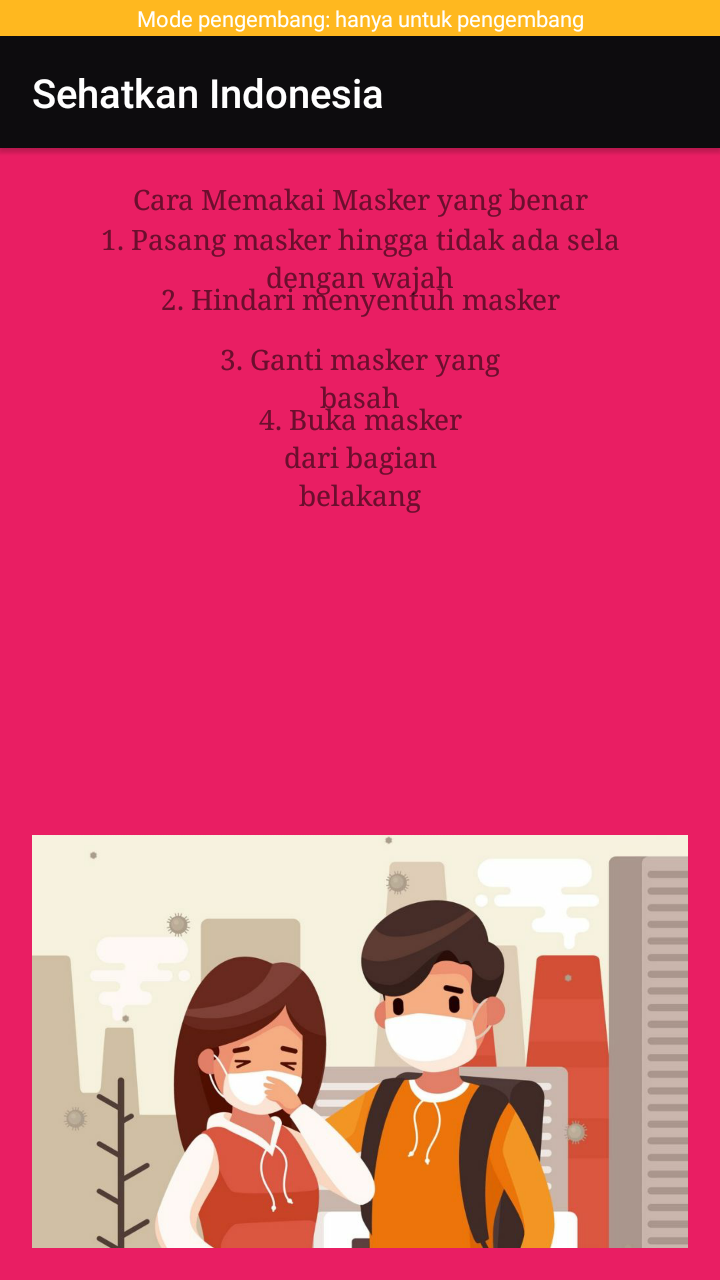 Mode pengembang: hanya untuk pengembang
Sehatkan Indonesia
Cara Memakai Masker yang benar
1. Pasang masker hingga tidak ada sela
dengan wajah
2. Hindari menyentuh masker
3. Ganti masker yang
basah
4. Buka masker
dari bagian
belakang